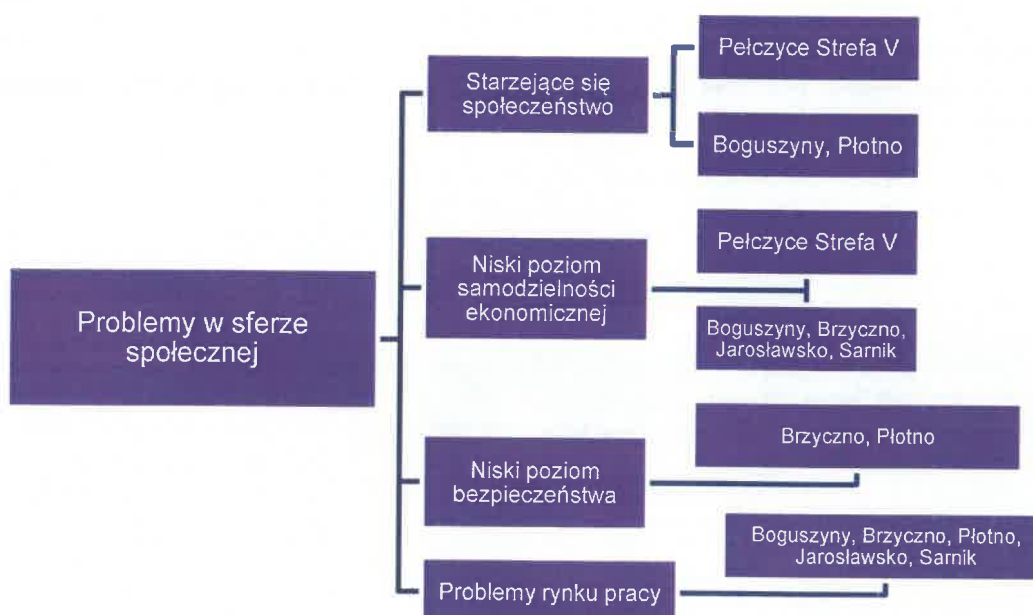 Problemy w sferze
społecznej
Starzejące się
społeczeństwo
Pełczyce Strefa V
Boguszyny, Płotno
Niski poziom
samodzielności
ekonomicznej
Pełczyce Strefa V
Boguszyny, Brzyczno,
Jarosławsko, Sarnik
Niski poziom
bezpieczeństwa
Brzyczno, Płotno
Problemy rynku pracy
Boguszyny, Brzyczno, Płotno,
Jarosławsko, Sarnik